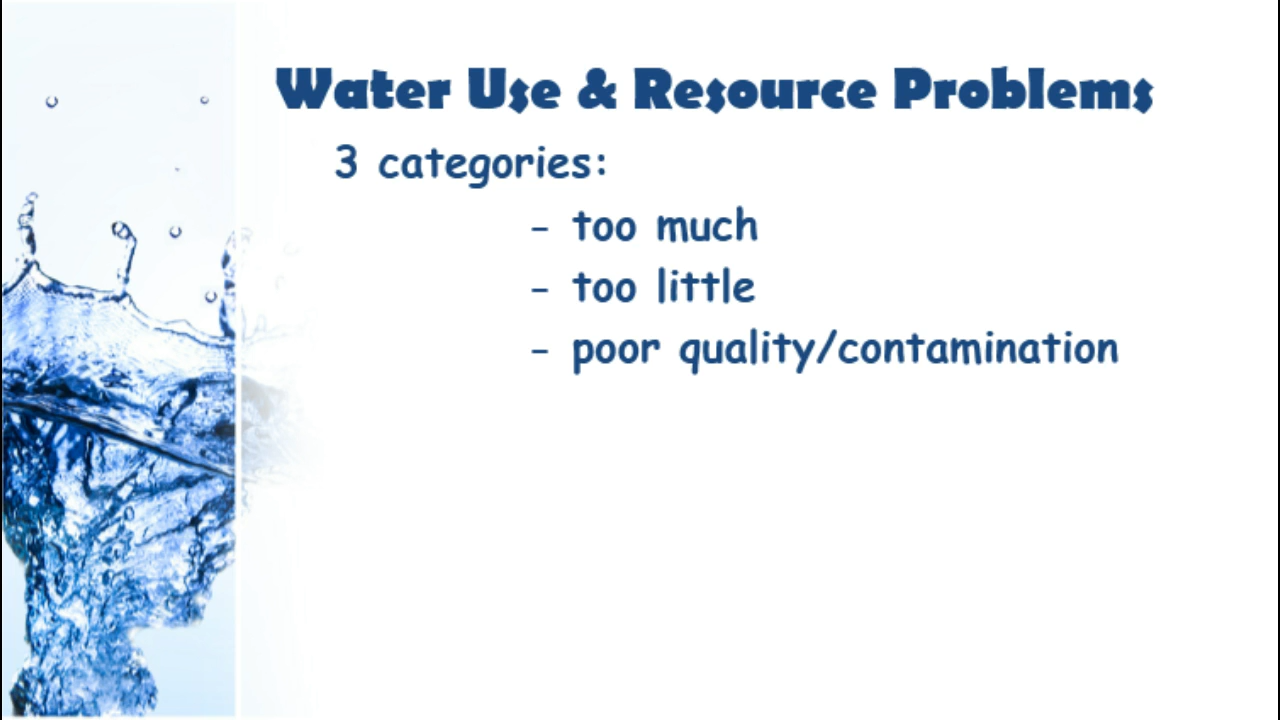 Water Use & Resource Problems
3 categories:
- too much
- too little
- poor quality/contamination